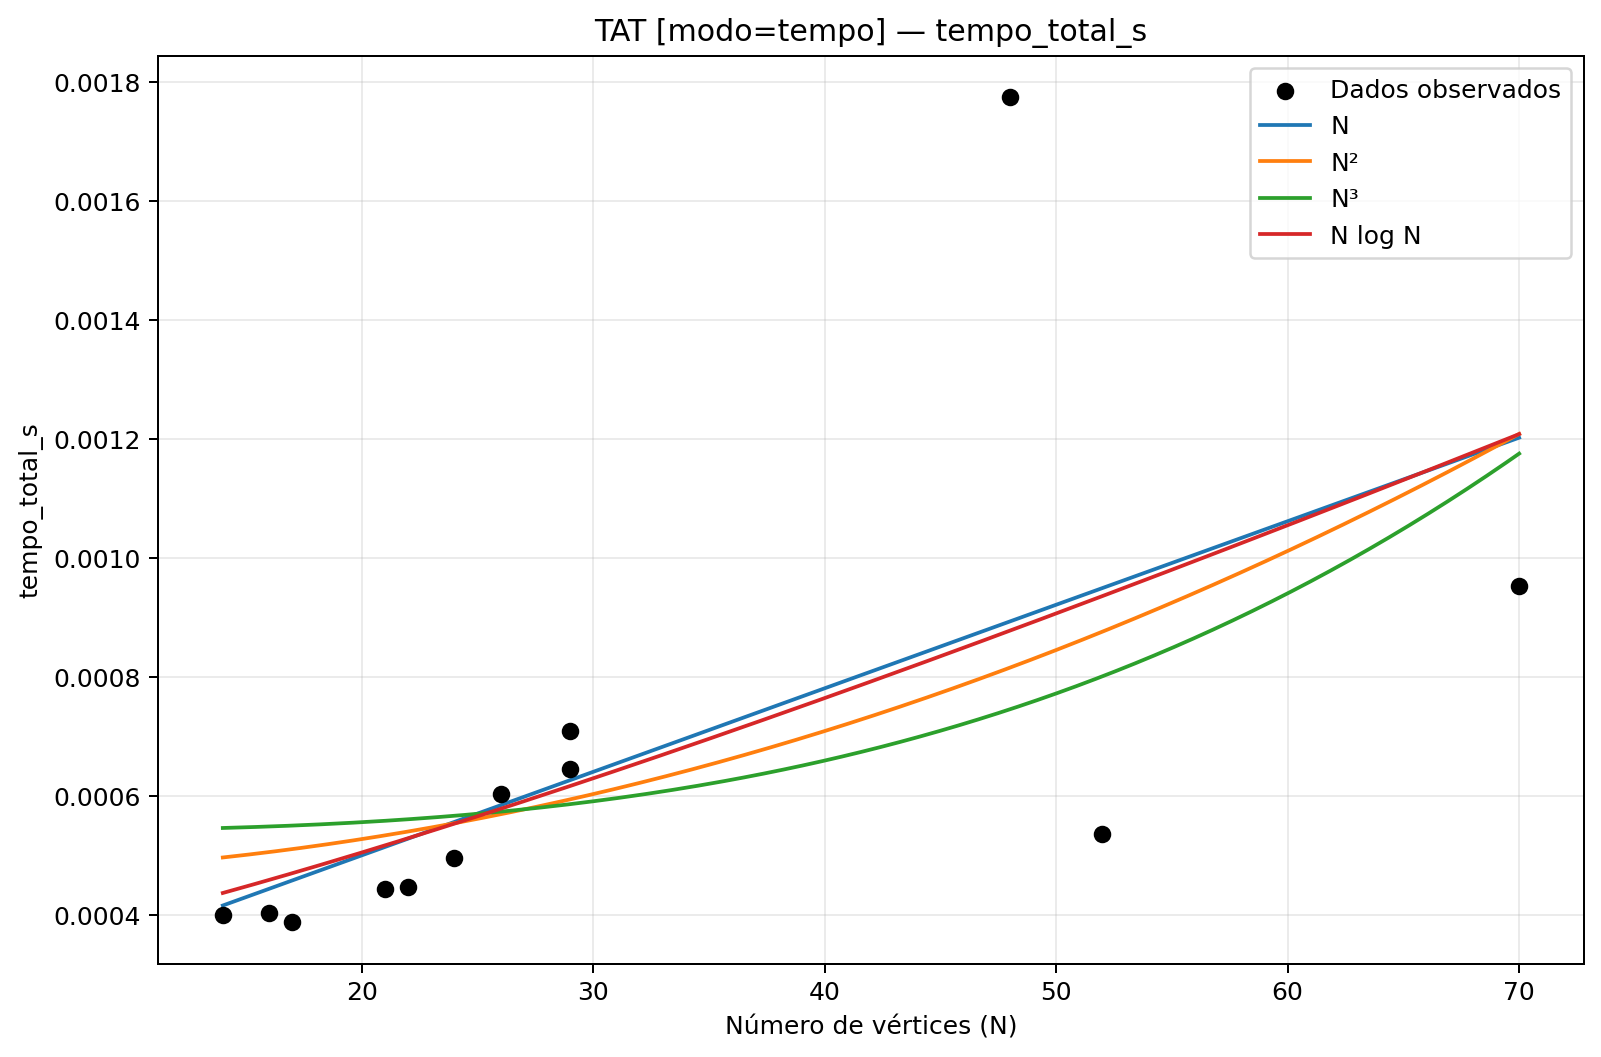 TAT [modo=tempo] — tempo_total_s
0.0018
0.0016
0.0014
0.0012
0.0010
0.0008
0.0006
0.0004
tempo_total_s
Dados observados
N
N²
N³
N log N
20 30 40 50 60 70
Número de vértices (N)